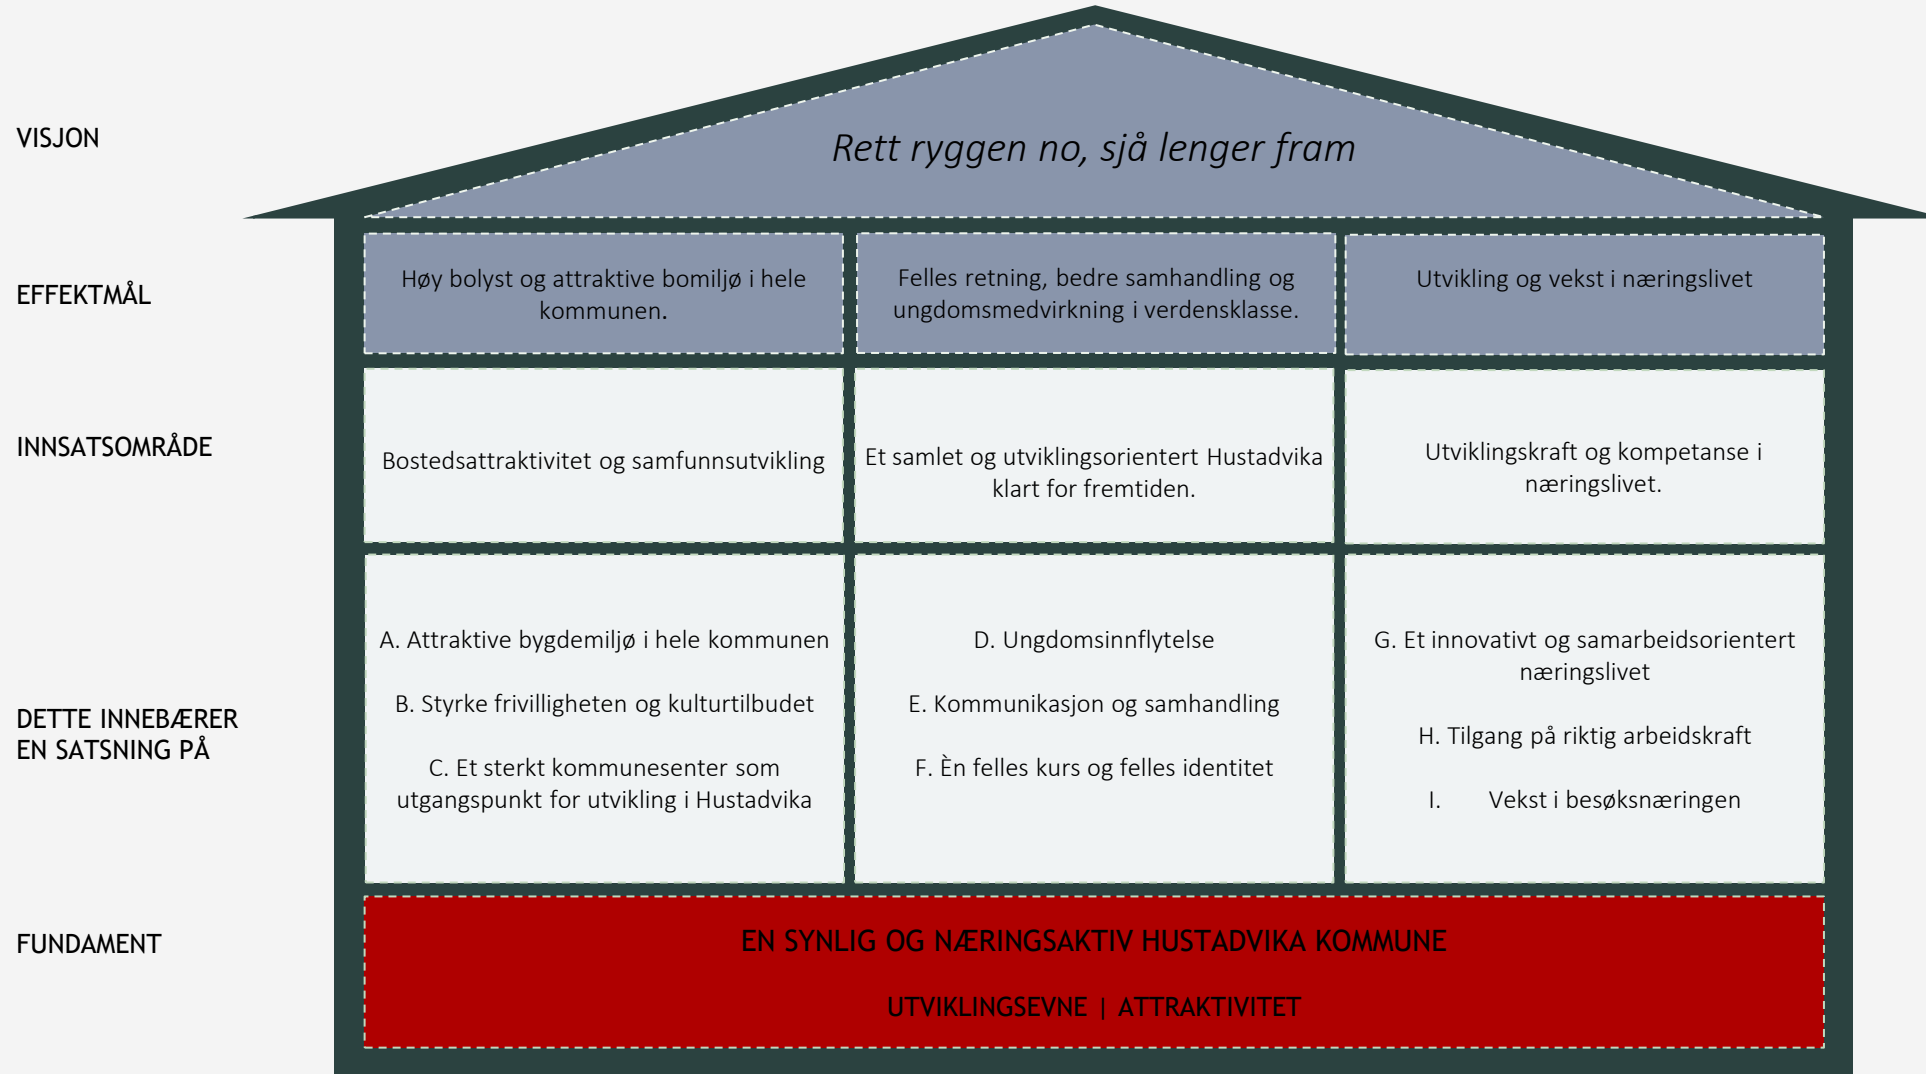 VISJON
Rett ryggen no, sjå lenger fram
EFFEKTMÅL
Høy bolyst og attraktive bomiljø i hele
kommunen.
Felles retning, bedre samhandling og
ungdomsmedvirkning i verdensklasse.
Utvikling og vekst i næringslivet
INNSATSOMRÅDE
Bostedsattraktivitet og samfunnsutvikling
Et samlet og utviklingsorientert Hustadvika
klart for fremtiden.
Utviklingskraft og kompetanse i
næringslivet.
DETTE INNEBÆRER
EN SATSNING PÅ
A. Attraktive bygdemiljø i hele kommunen
B. Styrke frivilligheten og kulturtilbudet
C. Et sterkt kommunesenter som
utgangspunkt for utvikling i Hustadvika
D. Ungdomsinnflytelse
E. Kommunikasjon og samhandling
F. Èn felles kurs og felles identitet
G. Et innovativt og samarbeidsorientert
næringslivet
H. Tilgang på riktig arbeidskraft
I. Vekst i besøksnæringen
FUNDAMENT
EN SYNLIG OG NÆRINGSAKTIV HUSTADVIKA KOMMUNE
UTVIKLINGSEVNE | ATTRAKTIVITET